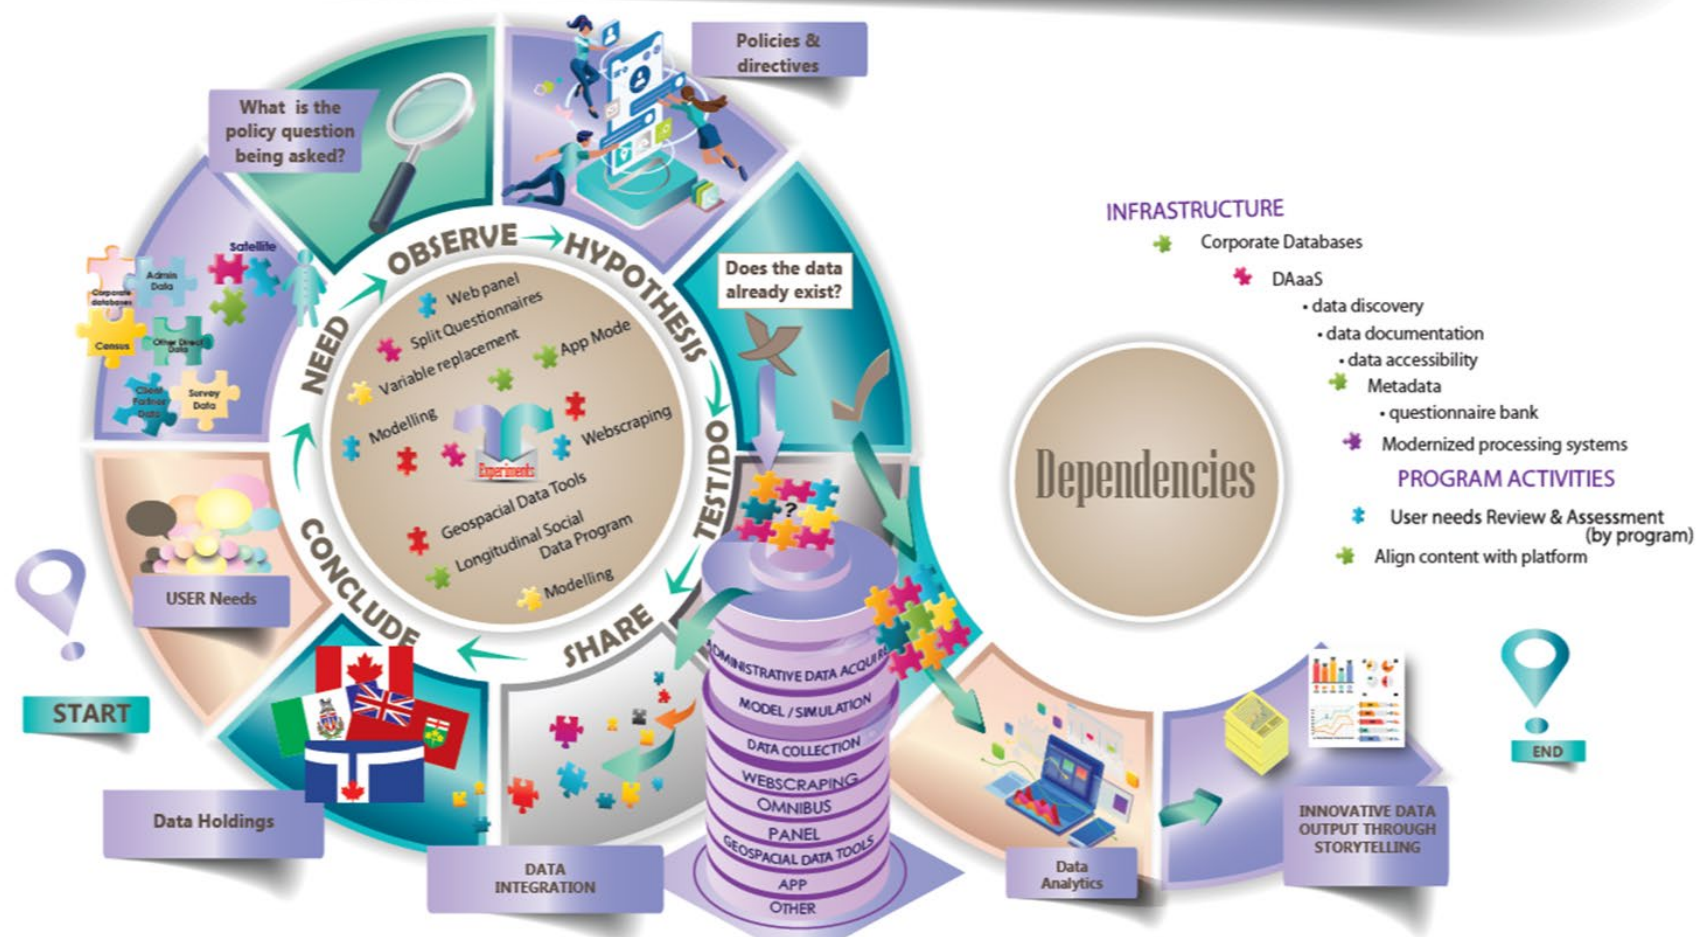 Policies &
directives
What is the
policy question
being asked?
Satellite
Admin
Data
Corporate
databases
Census
Other Direct
Data
Client
Partner
Data
Survey
Data
NEED
OBSERVE
HYPOTHESIS
TEST/DO
SHARE
CONCLUDE
Web panel
Split Questionnaires
Variable replacement
App Mode
Modelling
Webscraping
Experiments
Geospacial Data Tools
Longitudinal Social
Data Program
Modelling
Does the data
already exist?
?
USER Needs
START
Data Holdings
DATA
INTEGRATION
ADMINISTRATIVE DATA ACQUIRE
MODEL / SIMULATION
DATA COLLECTION
WEBSCRAPING
OMNIBUS
PANEL
GEOSPACIAL DATA TOOLS
APP
OTHER
Data
Analytics
INNOVATIVE DATA
OUTPUT THROUGH
STORYTELLING
END
Dependencies
INFRASTRUCTURE
Corporate Databases
DAaaS
• data discovery
• data documentation
• data accessibility
Metadata
• questionnaire bank
Modernized processing systems
PROGRAM ACTIVITIES
User needs Review & Assessment
(by program)
Align content with platform